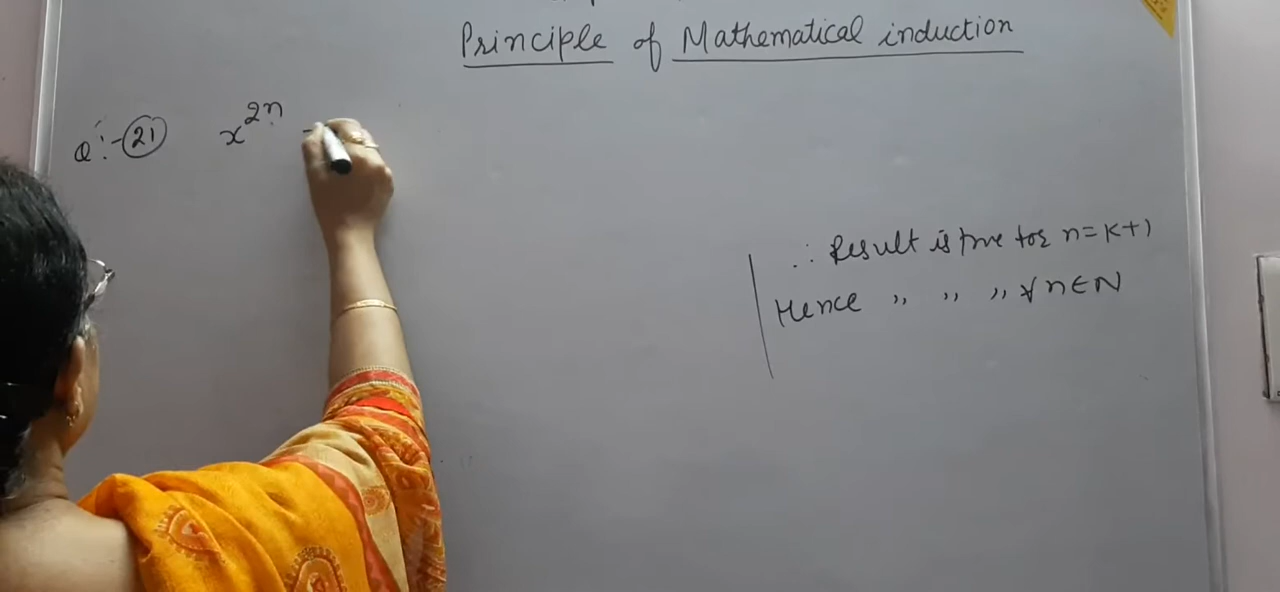 Principle of Mathematical induction
Q:-(21) x^2n -
∴ Result is true for n=k+1
Hence ,, ,, ,, ∀ n∈N